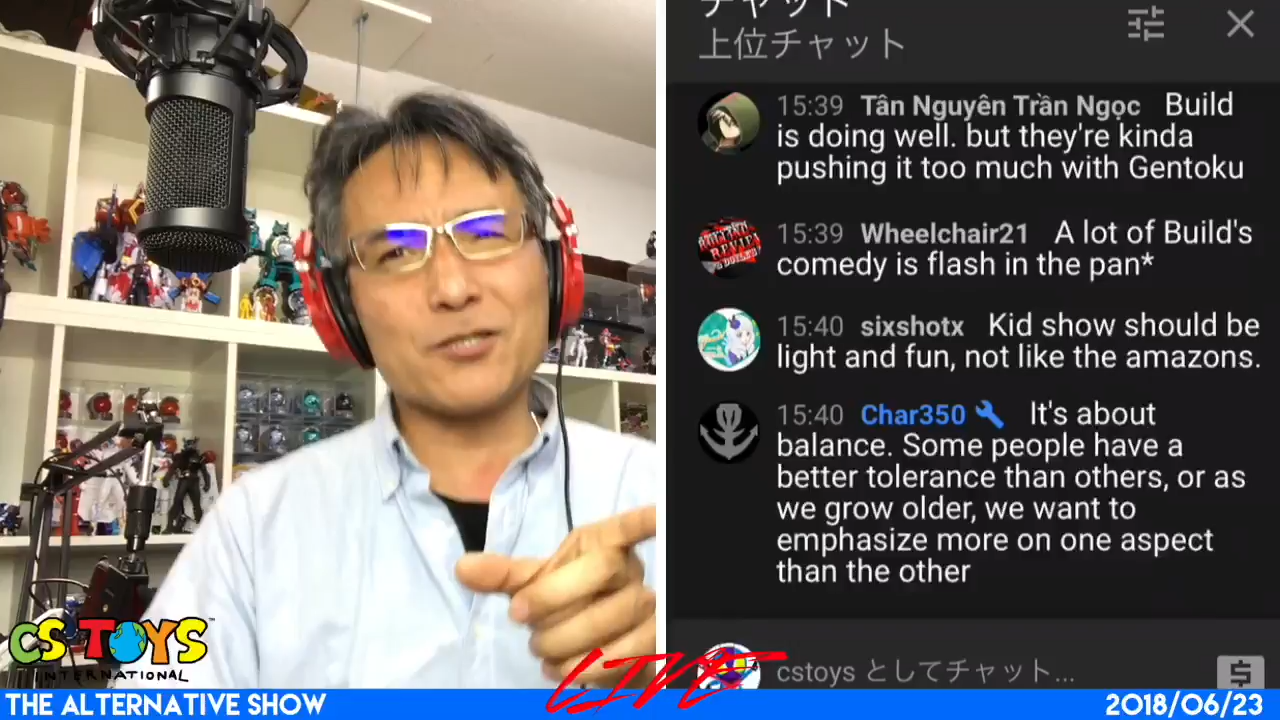 チャット
上位チャット
15:39 Tân Nguyên Trần Ngọc Build
is doing well. but they're kinda
pushing it too much with Gentoku
15:39 Wheelchair21 A lot of Build's
comedy is flash in the pan*
15:40 sixshotx Kid show should be
light and fun, not like the amazons.
15:40 Char350 It's about
balance. Some people have a
better tolerance than others, or as
we grow older, we want to
emphasize more on one aspect
than the other
cstoys としてチャット...
CS TOYS
INTERNATIONAL
LIVE
THE ALTERNATIVE SHOW
2018/06/23